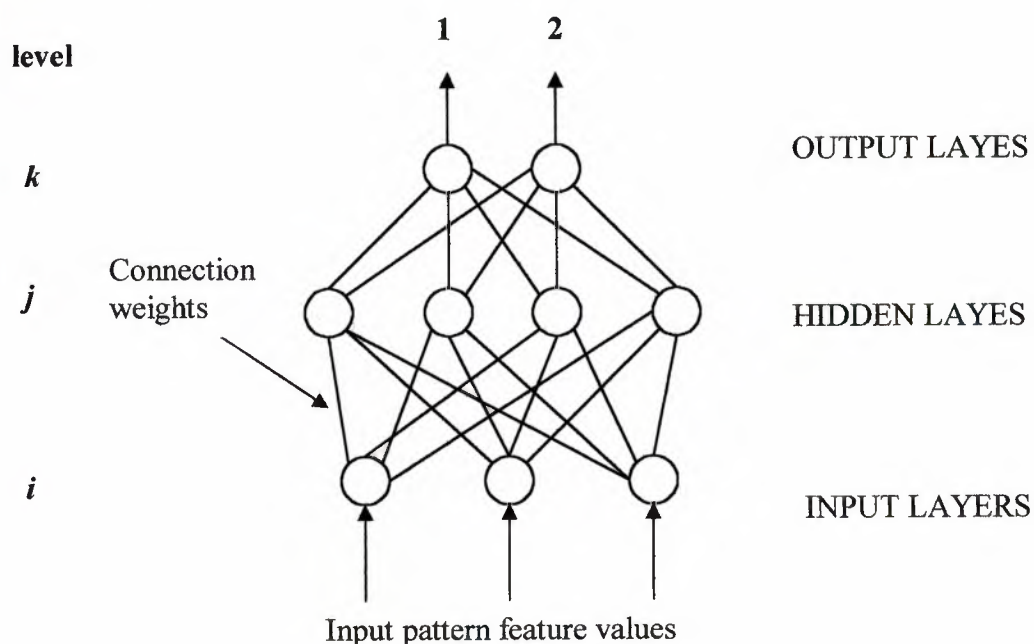 1 2
level
OUTPUT LAYES
k
Connection
weights
j
HIDDEN LAYES
i
INPUT LAYERS
Input pattern feature values